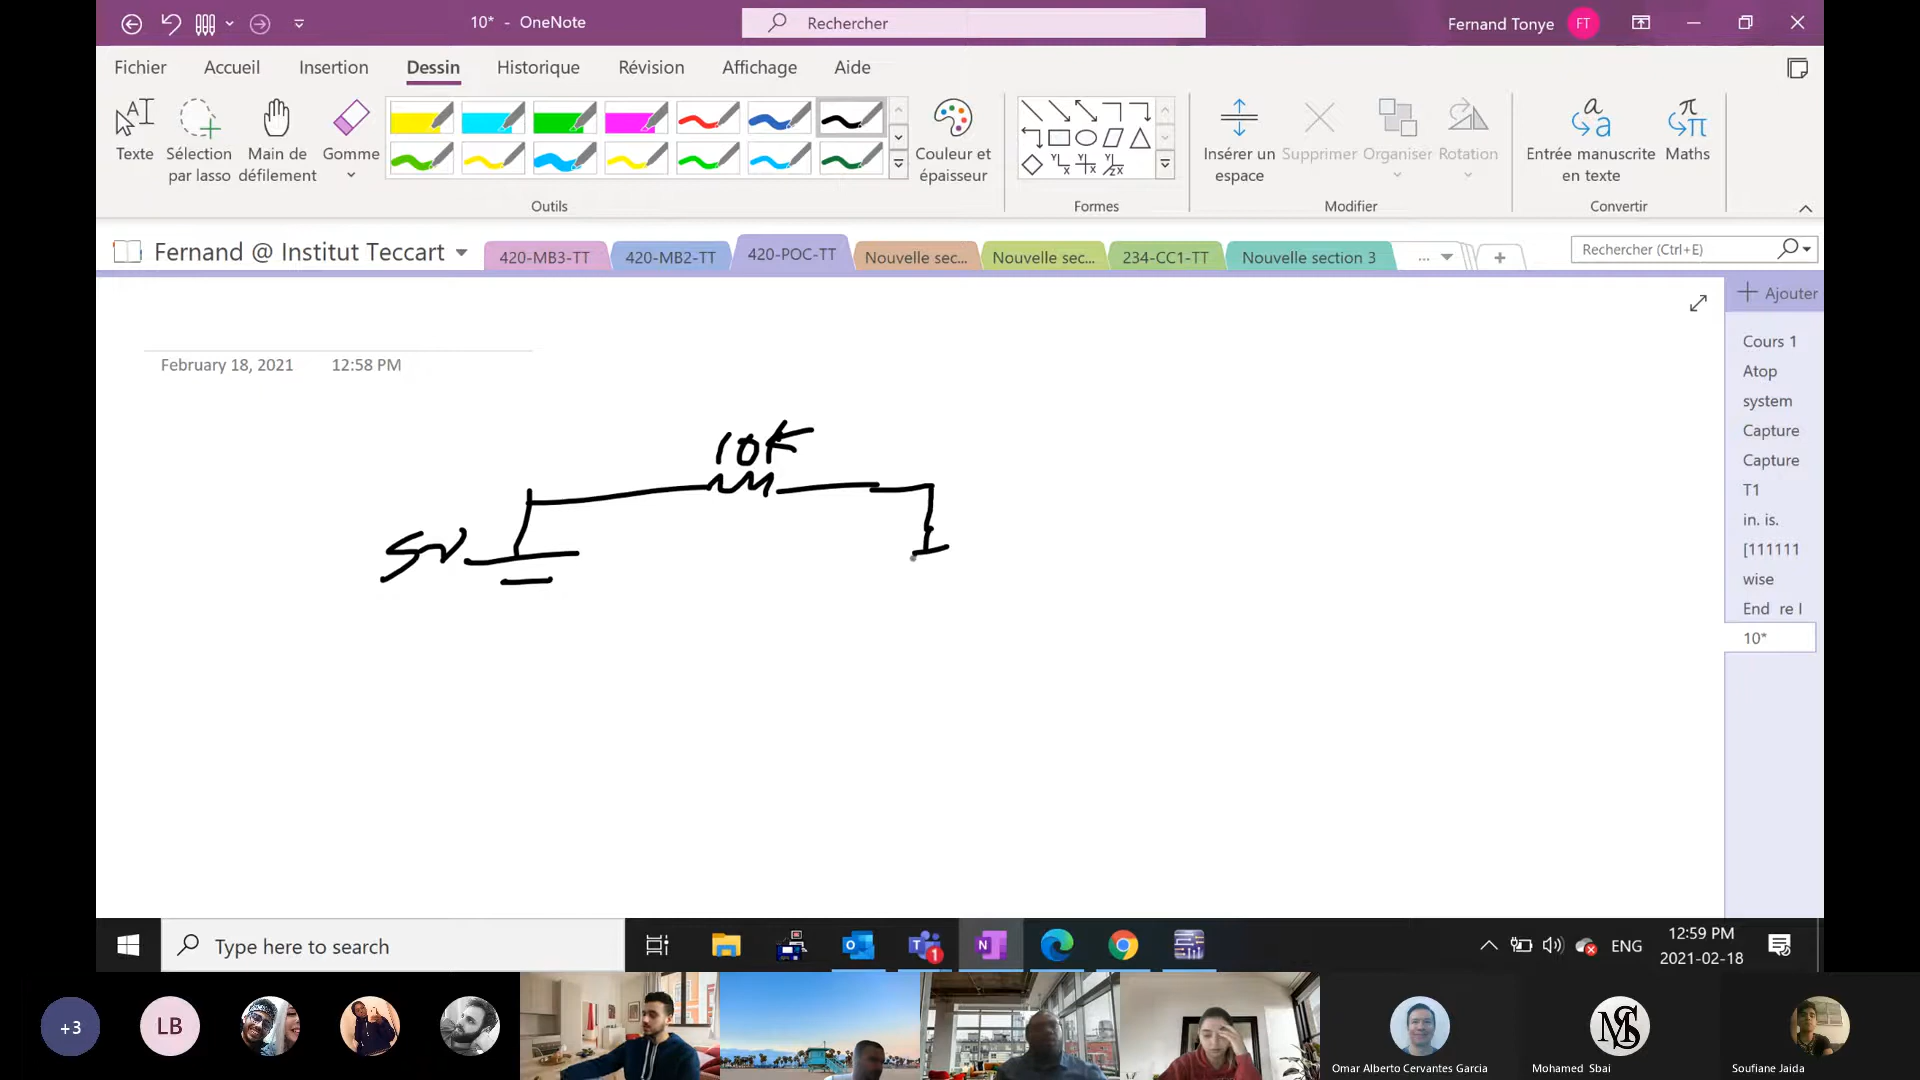 10* - OneNote
Rechercher
Fernand Tonye
FT
Fichier
Accueil
Insertion
Dessin
Historique
Révision
Affichage
Aide
Texte
Sélection par lasso
Main de défilement
Gomme
Couleur et épaisseur
Insérer un espace
Supprimer
Organiser
Rotation
Entrée manuscrite en texte
Maths
Outils
Formes
Modifier
Convertir
Fernand @ Institut Teccart
420-MB3-TT
420-MB2-TT
420-POC-TT
Nouvelle sec...
Nouvelle sec...
234-CC1-TT
Nouvelle section 3
...
Rechercher (Ctrl+E)
Ajouter
Cours 1
Atop
system
Capture
Capture
T1
in. is.
[111111
wise
End re l
10*
February 18, 2021 12:58 PM
10K
5V
Type here to search
1
ENG
12:59 PM
2021-02-18
+3
LB
MS
Omar Alberto Cervantes Garcia
Mohamed Sbai
Soufiane Jaida